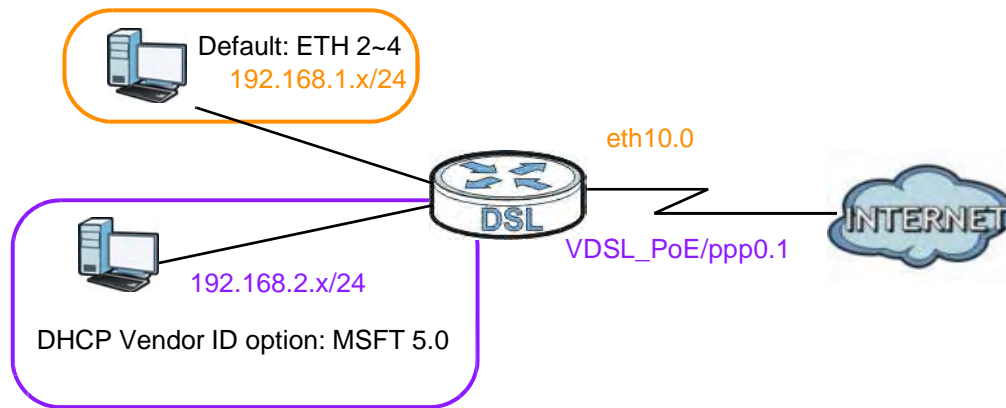 Default: ETH 2~4
192.168.1.x/24
eth10.0
DSL
INTERNET
VDSL_PoE/ppp0.1
192.168.2.x/24
DHCP Vendor ID option: MSFT 5.0